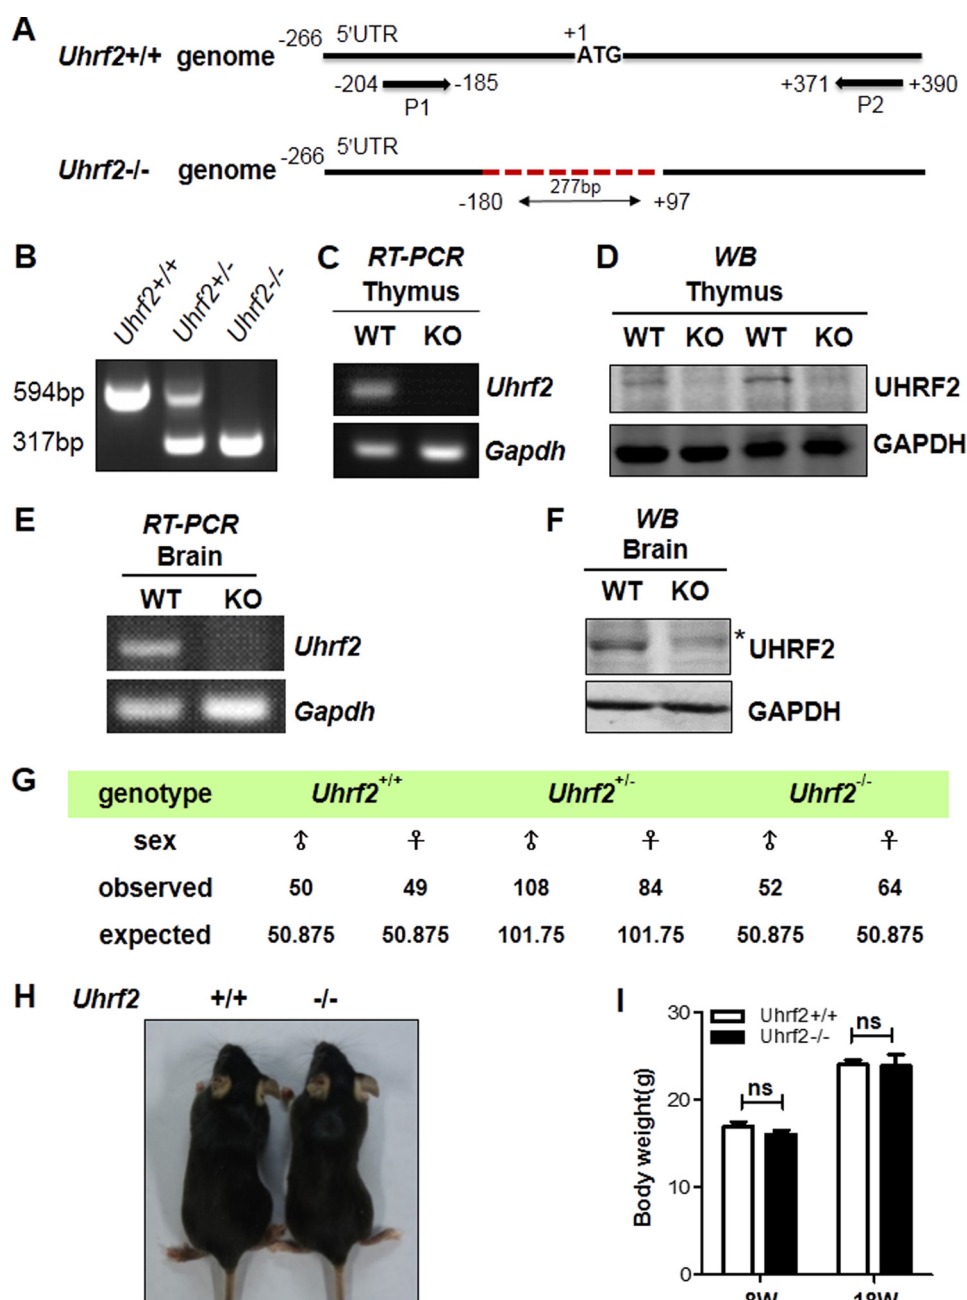 A
Uhrf2+/+ genome -266 5'UTR +1 ATG
-204 P1 -185 +371 P2 +390
Uhrf2-/- genome -266 5'UTR
-180 277bp +97
B
Uhrf2+/+ Uhrf2+/- Uhrf2-/-
594bp
317bp
C RT-PCR
Thymus
WT KO
Uhrf2
Gapdh
D WB
Thymus
WT KO WT KO
UHRF2
GAPDH
E RT-PCR
Brain
WT KO
Uhrf2
Gapdh
F WB
Brain
WT KO
* UHRF2
GAPDH
G
genotype Uhrf2+/+ Uhrf2+/- Uhrf2-/-
sex ♂ ♀ ♂ ♀ ♂ ♀
observed 50 49 108 84 52 64
expected 50.875 50.875 101.75 101.75 50.875 50.875
H Uhrf2 +/+ -/-
I
Uhrf2+/+
Uhrf2-/-
ns
ns
Body weight(g)
30
20
10
0
8W 18W